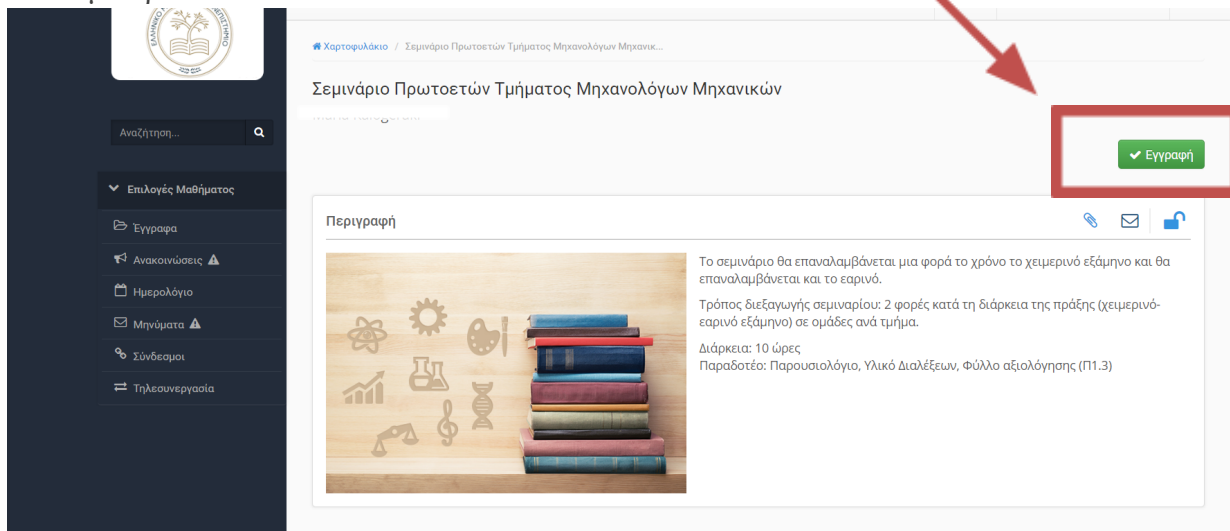 Χαρτοφυλάκιο / Σεμινάριο Πρωτοετών Τμήματος Μηχανολόγων Μηχανικ...
Σεμινάριο Πρωτοετών Τμήματος Μηχανολόγων Μηχανικών
Αναζήτηση...
Εγγραφή
Επιλογές Μαθήματος
Έγγραφα
Ανακοινώσεις
Ημερολόγιο
Μηνύματα
Σύνδεσμοι
Τηλεσυνεργασία
Περιγραφή
Το σεμινάριο θα επαναλαμβάνεται μια φορά το χρόνο το χειμερινό εξάμηνο και θα
επαναλαμβάνεται και το εαρινό.
Τρόπος διεξαγωγής σεμιναρίου: 2 φορές κατά τη διάρκεια της πράξης (χειμερινό-
εαρινό εξάμηνο) σε ομάδες ανά τμήμα.
Διάρκεια: 10 ώρες
Παραδοτέο: Παρουσιολόγιο, Υλικό Διαλέξεων, Φύλλο αξιολόγησης (Π1.3)